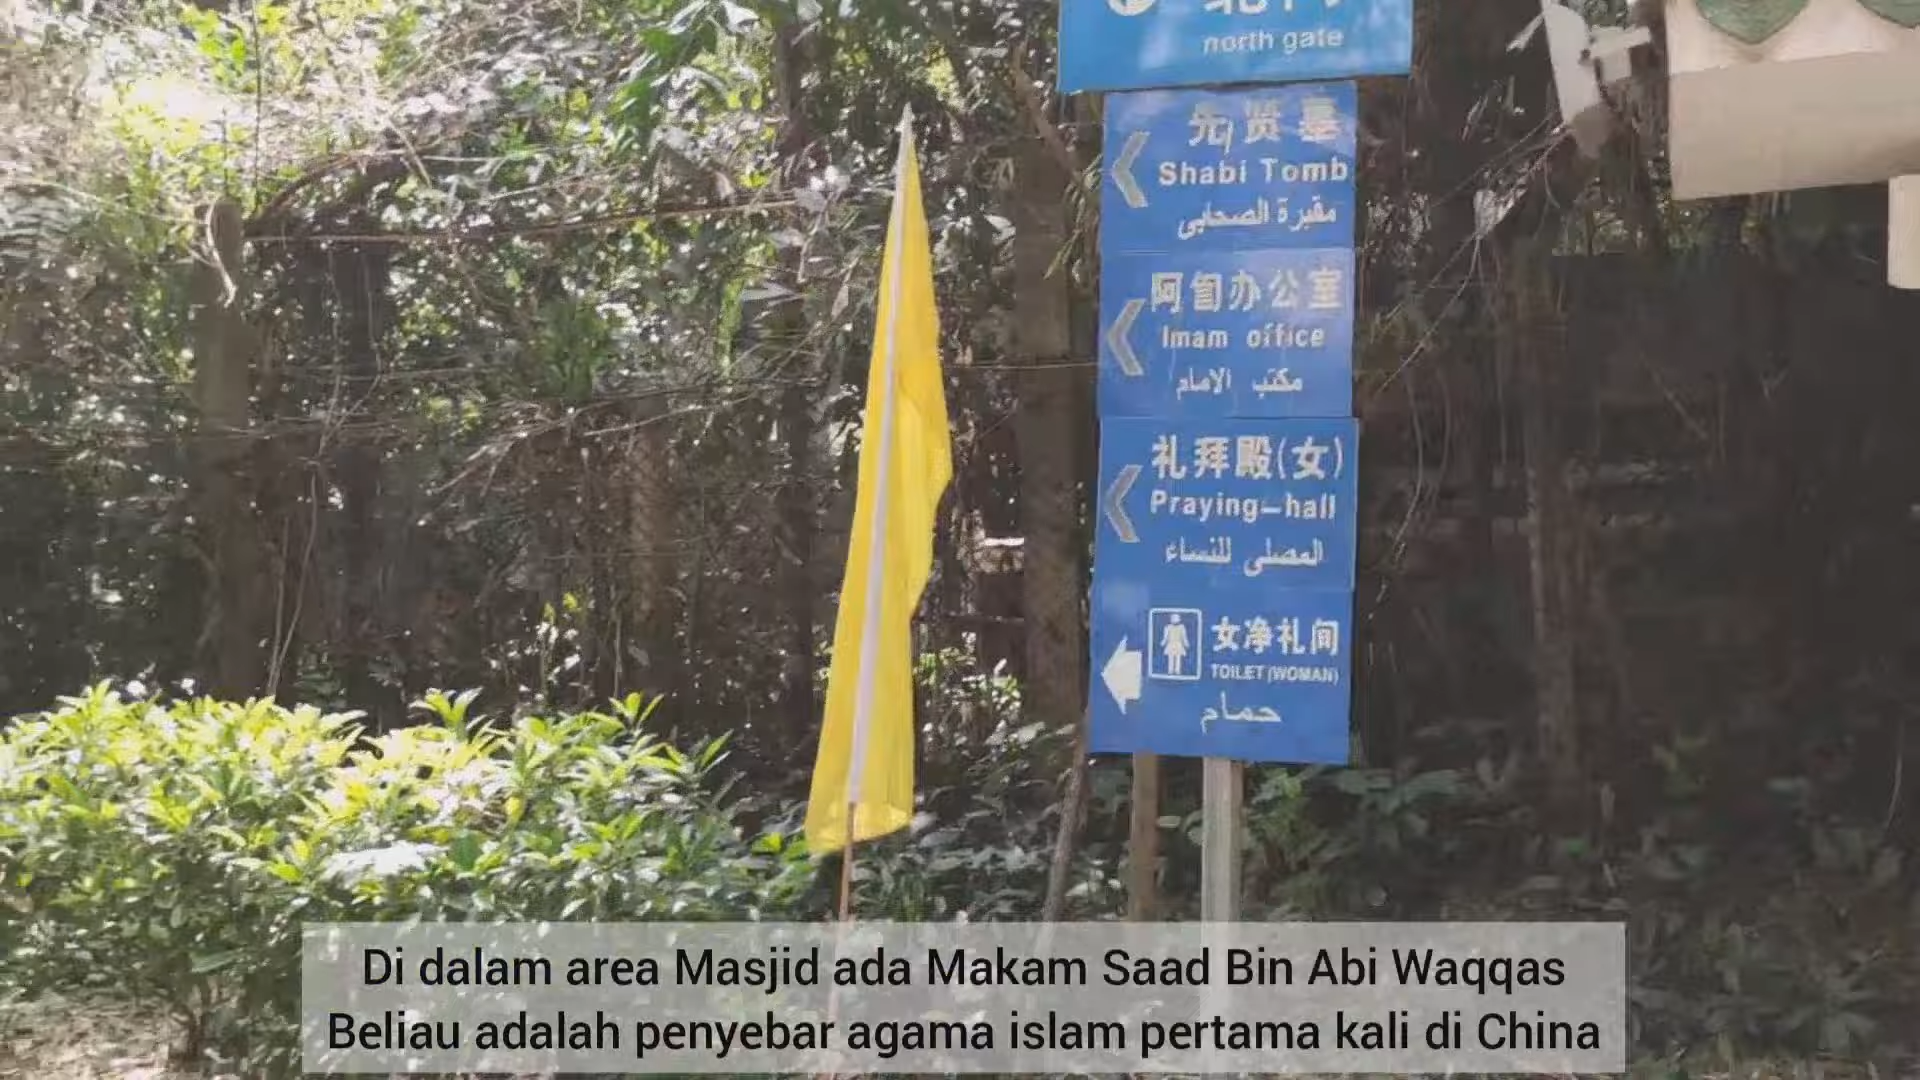 north gate
先贤墓
Shabi Tomb
مقبرة الصحابى
阿訇办公室
Imam office
مكتب الامام
礼拜殿(女)
Praying-hall
المصلى للنساء
女净礼间
TOILET (WOMAN)
حمام
Di dalam area Masjid ada Makam Saad Bin Abi Waqqas
Beliau adalah penyebar agama islam pertama kali di China